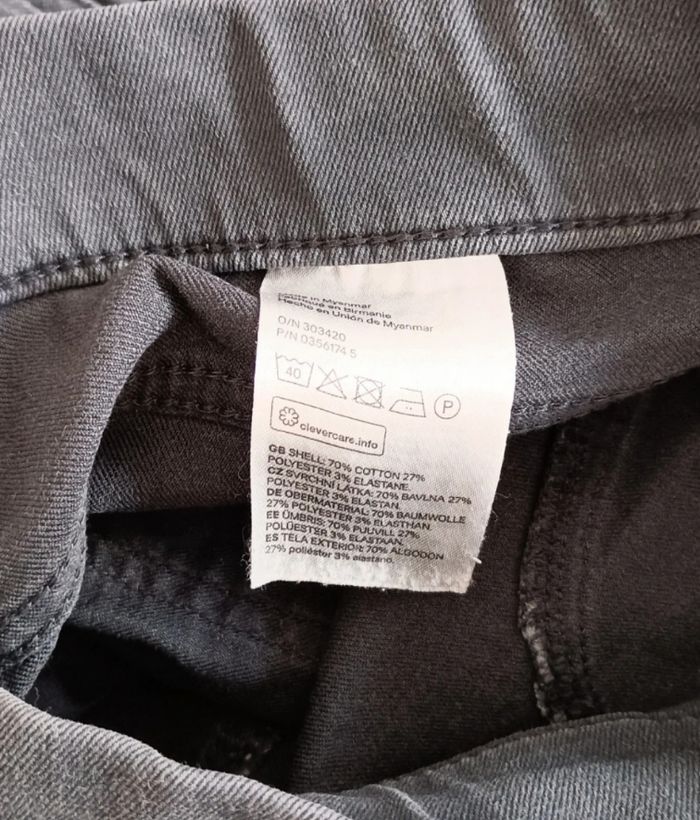 Made in Myanmar
Fabriqué en Birmanie
Hecho en Unión de Myanmar
O/N 303420
P/N 0356174 5
40 P
clevercare.info
GB SHELL: 70% COTTON 27%
POLYESTER 3% ELASTANE.
CZ SVRCHNÍ LÁTKA: 70% BAVLNA 27%
POLYESTER 3% ELASTAN.
DE OBERMATERIAL: 70% BAUMWOLLE
27% POLYESTER 3% ELASTHAN.
EE ÜMBRIS: 70% PUUVILL 27%
POLÜESTER 3% ELASTAAN.
ES TELA EXTERIOR: 70% ALGODÓN
27% poliéster 3% elastano.